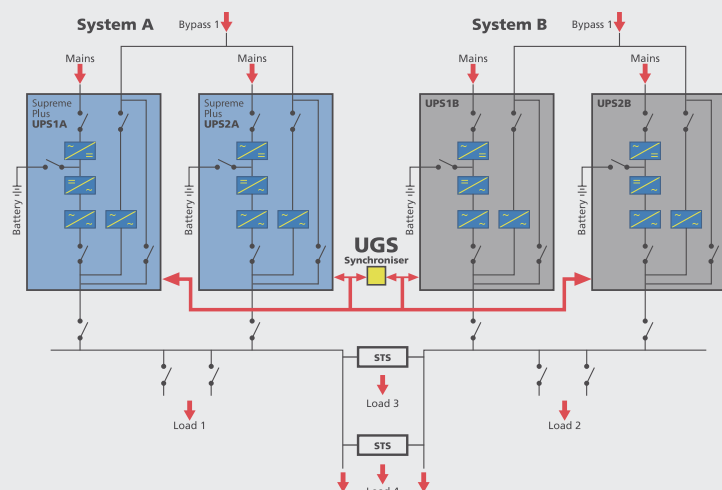 System A
Bypass 1
System B
Bypass 1
Mains
Mains
Mains
Mains
Supreme
Plus
UPS1A
Supreme
Plus
UPS2A
UPS1B
UPS2B
Battery
Battery
Battery
Battery
UGS
Synchroniser
STS
Load 3
Load 1
Load 2
STS